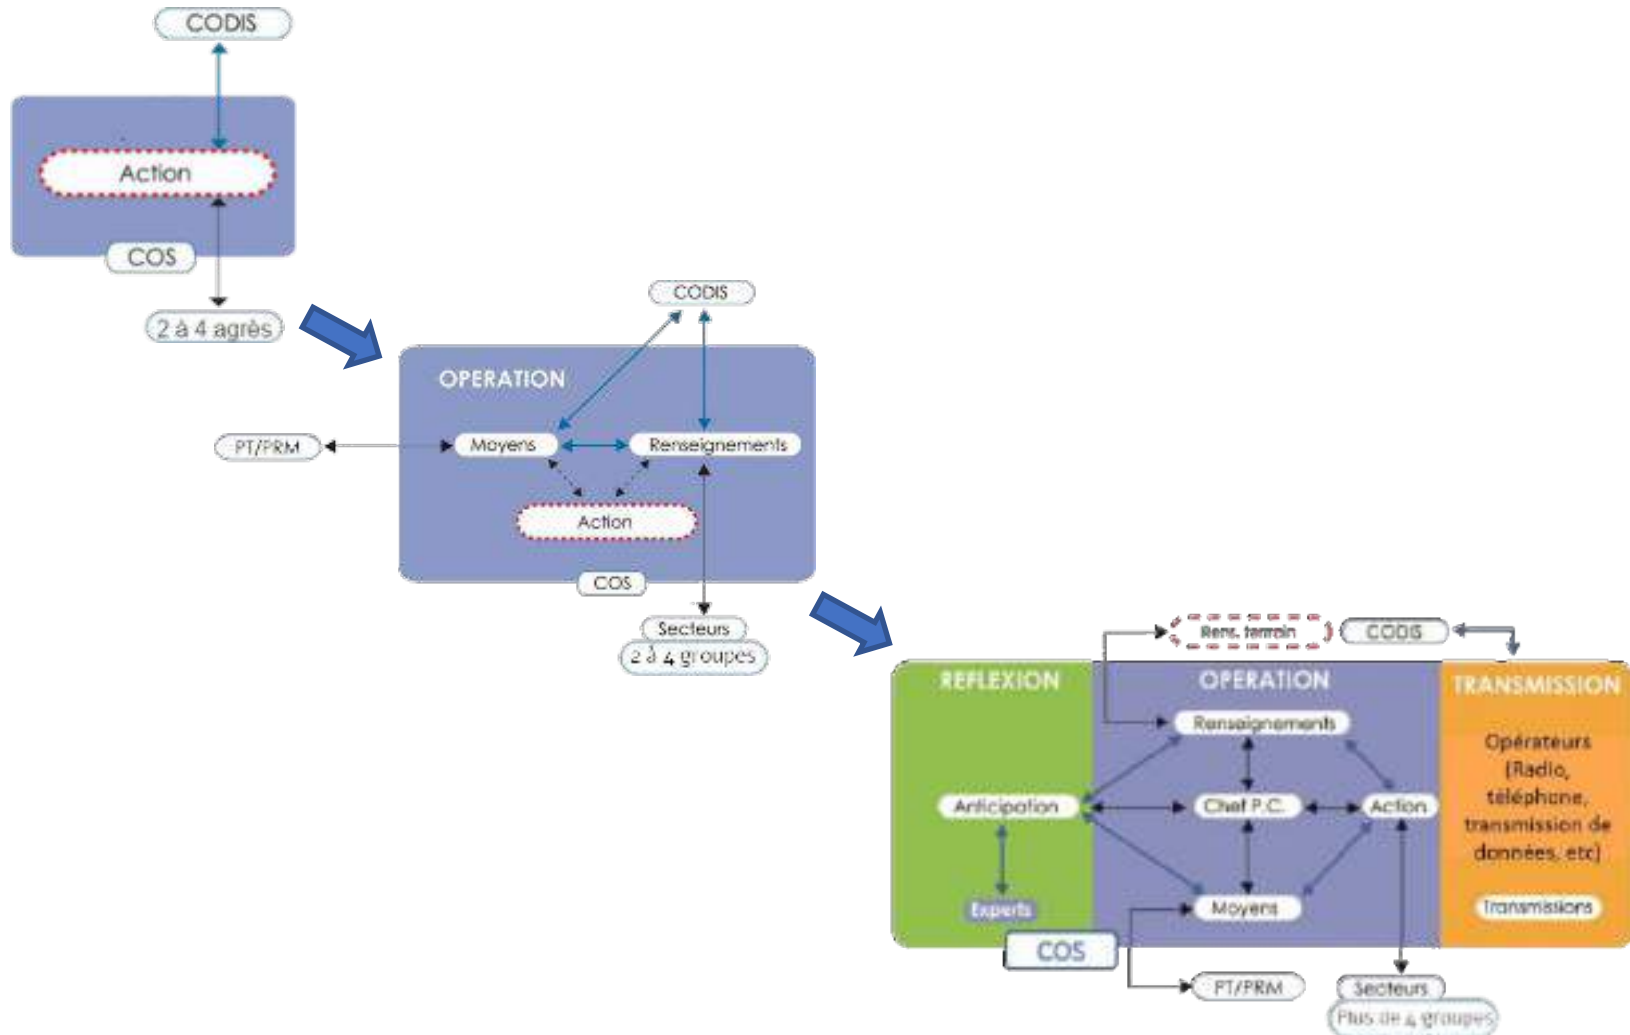 CODIS
Action
COS
2 à 4 agrès
CODIS
OPERATION
PT/PRM
Moyens
Renseignements
Action
COS
Secteurs
2 à 4 groupes
Rens. terrain
CODIS
REFLEXION
OPERATION
TRANSMISSION
Renseignements
Opérateurs
(Radio,
téléphone,
transmission de
données, etc)
Anticipation
Chef P.C.
Action
Experts
Moyens
Transmissions
COS
PT/PRM
Secteurs
Plus de 4 groupes